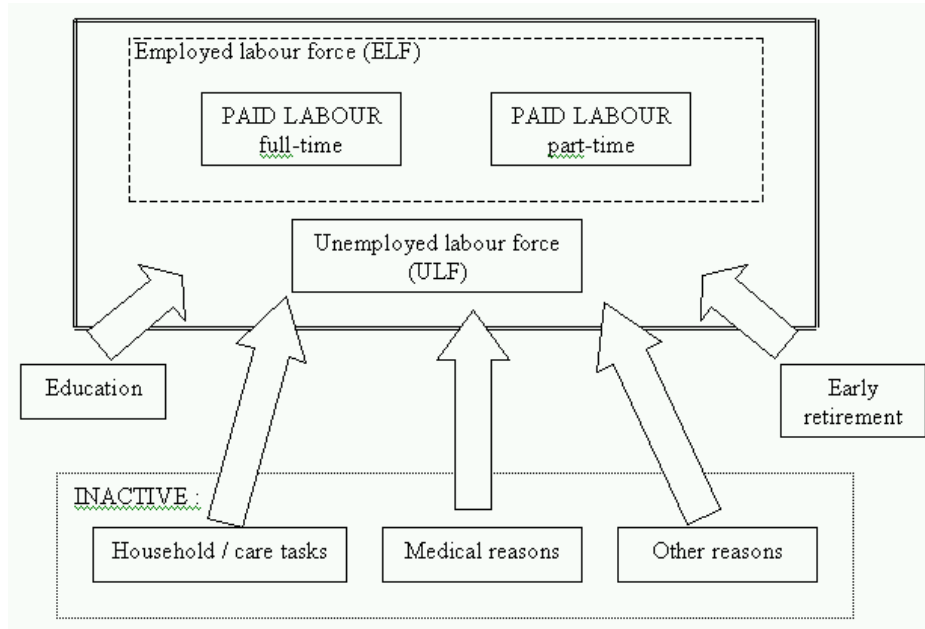 Employed labour force (ELF)
PAID LABOUR
full-time
PAID LABOUR
part-time
Unemployed labour force
(ULF)
Education
Early
retirement
INACTIVE :
Household / care tasks
Medical reasons
Other reasons